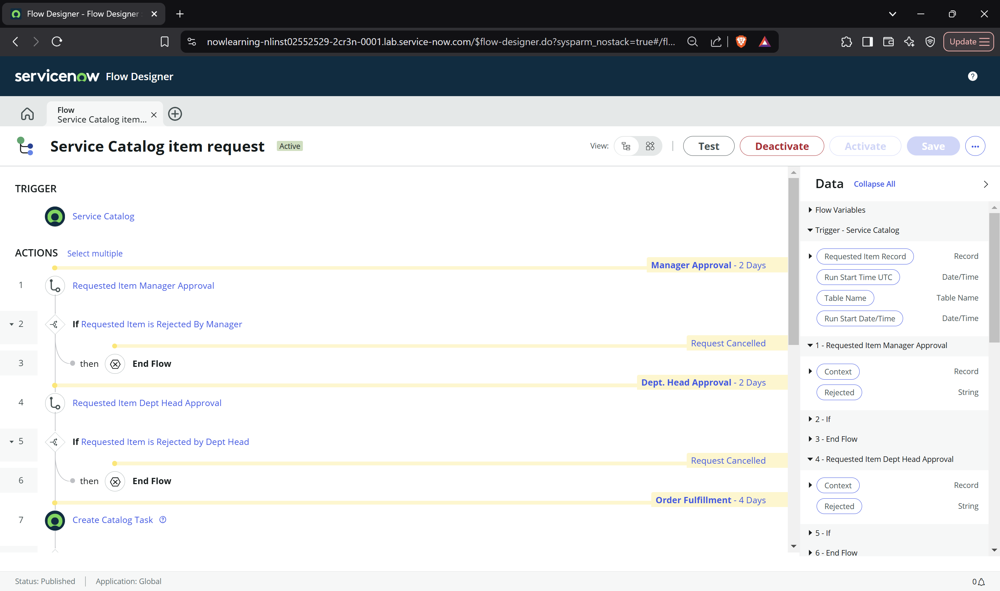 Flow Designer - Flow Designer
nowlearning-nlinst02552529-2cr3n-0001.lab.service-now.com/$flow-designer.do?sysparm_nostack=true#/fl...
Update
servicenow Flow Designer
?
Flow
Service Catalog item...
Service Catalog item request Active View: Test Deactivate Activate Save ...
TRIGGER
Service Catalog
ACTIONS Select multiple
Manager Approval - 2 Days
1 Requested Item Manager Approval
2 If Requested Item is Rejected By Manager
Request Cancelled
3 then End Flow
Dept. Head Approval - 2 Days
4 Requested Item Dept Head Approval
5 If Requested Item is Rejected by Dept Head
Request Cancelled
6 then End Flow
Order Fulfillment - 4 Days
7 Create Catalog Task ?
Data Collapse All
Flow Variables
Trigger - Service Catalog
Requested Item Record Record
Run Start Time UTC Date/Time
Table Name Table Name
Run Start Date/Time Date/Time
1 - Requested Item Manager Approval
Context Record
Rejected String
2 - If
3 - End Flow
4 - Requested Item Dept Head Approval
Context Record
Rejected String
5 - If
6 - End Flow
Status: Published Application: Global 0